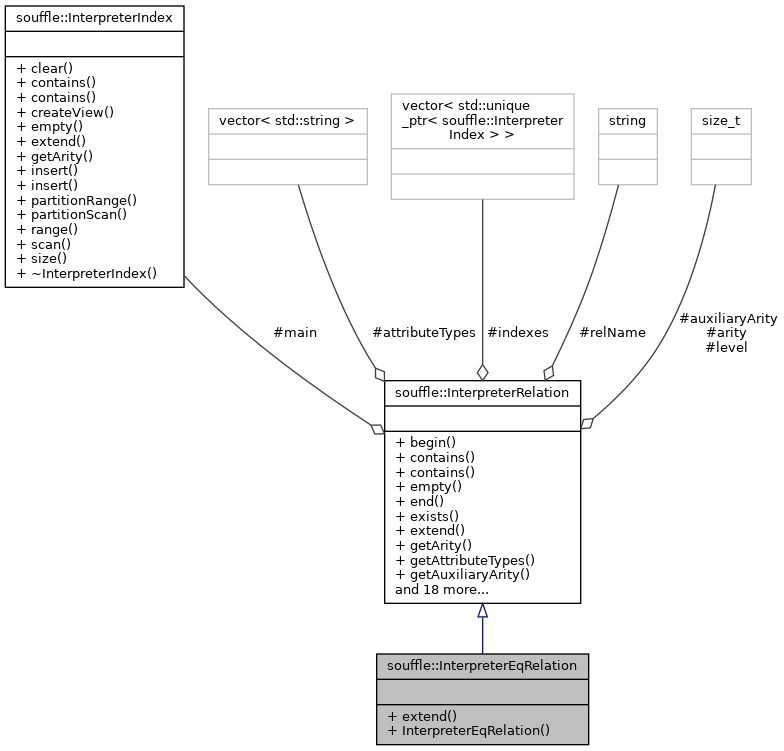 souffle::InterpreterIndex
+ clear()
+ contains()
+ contains()
+ createView()
+ empty()
+ extend()
+ getArity()
+ insert()
+ insert()
+ partitionRange()
+ partitionScan()
+ range()
+ scan()
+ size()
+ ~InterpreterIndex()
vector< std::string >
vector< std::unique
_ptr< souffle::Interpreter
Index > >
string
size_t
#main
#attributeTypes
#indexes
#relName
#auxiliaryArity
#arity
#level
souffle::InterpreterRelation
+ begin()
+ contains()
+ contains()
+ empty()
+ end()
+ exists()
+ extend()
+ getArity()
+ getAttributeTypes()
+ getAuxiliaryArity()
and 18 more...
souffle::InterpreterEqRelation
+ extend()
+ InterpreterEqRelation()